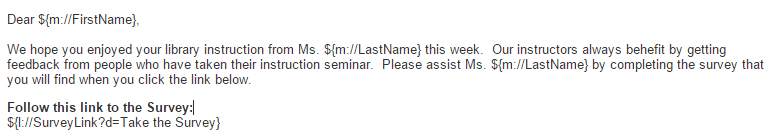 Dear ${m://FirstName},
We hope you enjoyed your library instruction from Ms. ${m://LastName} this week.  Our instructors always behefit by getting
feedback from people who have taken their instruction seminar.  Please assist Ms. ${m://LastName} by completing the survey that
you will find when you click the link below.
Follow this link to the Survey:
${l://SurveyLink?d=Take the Survey}